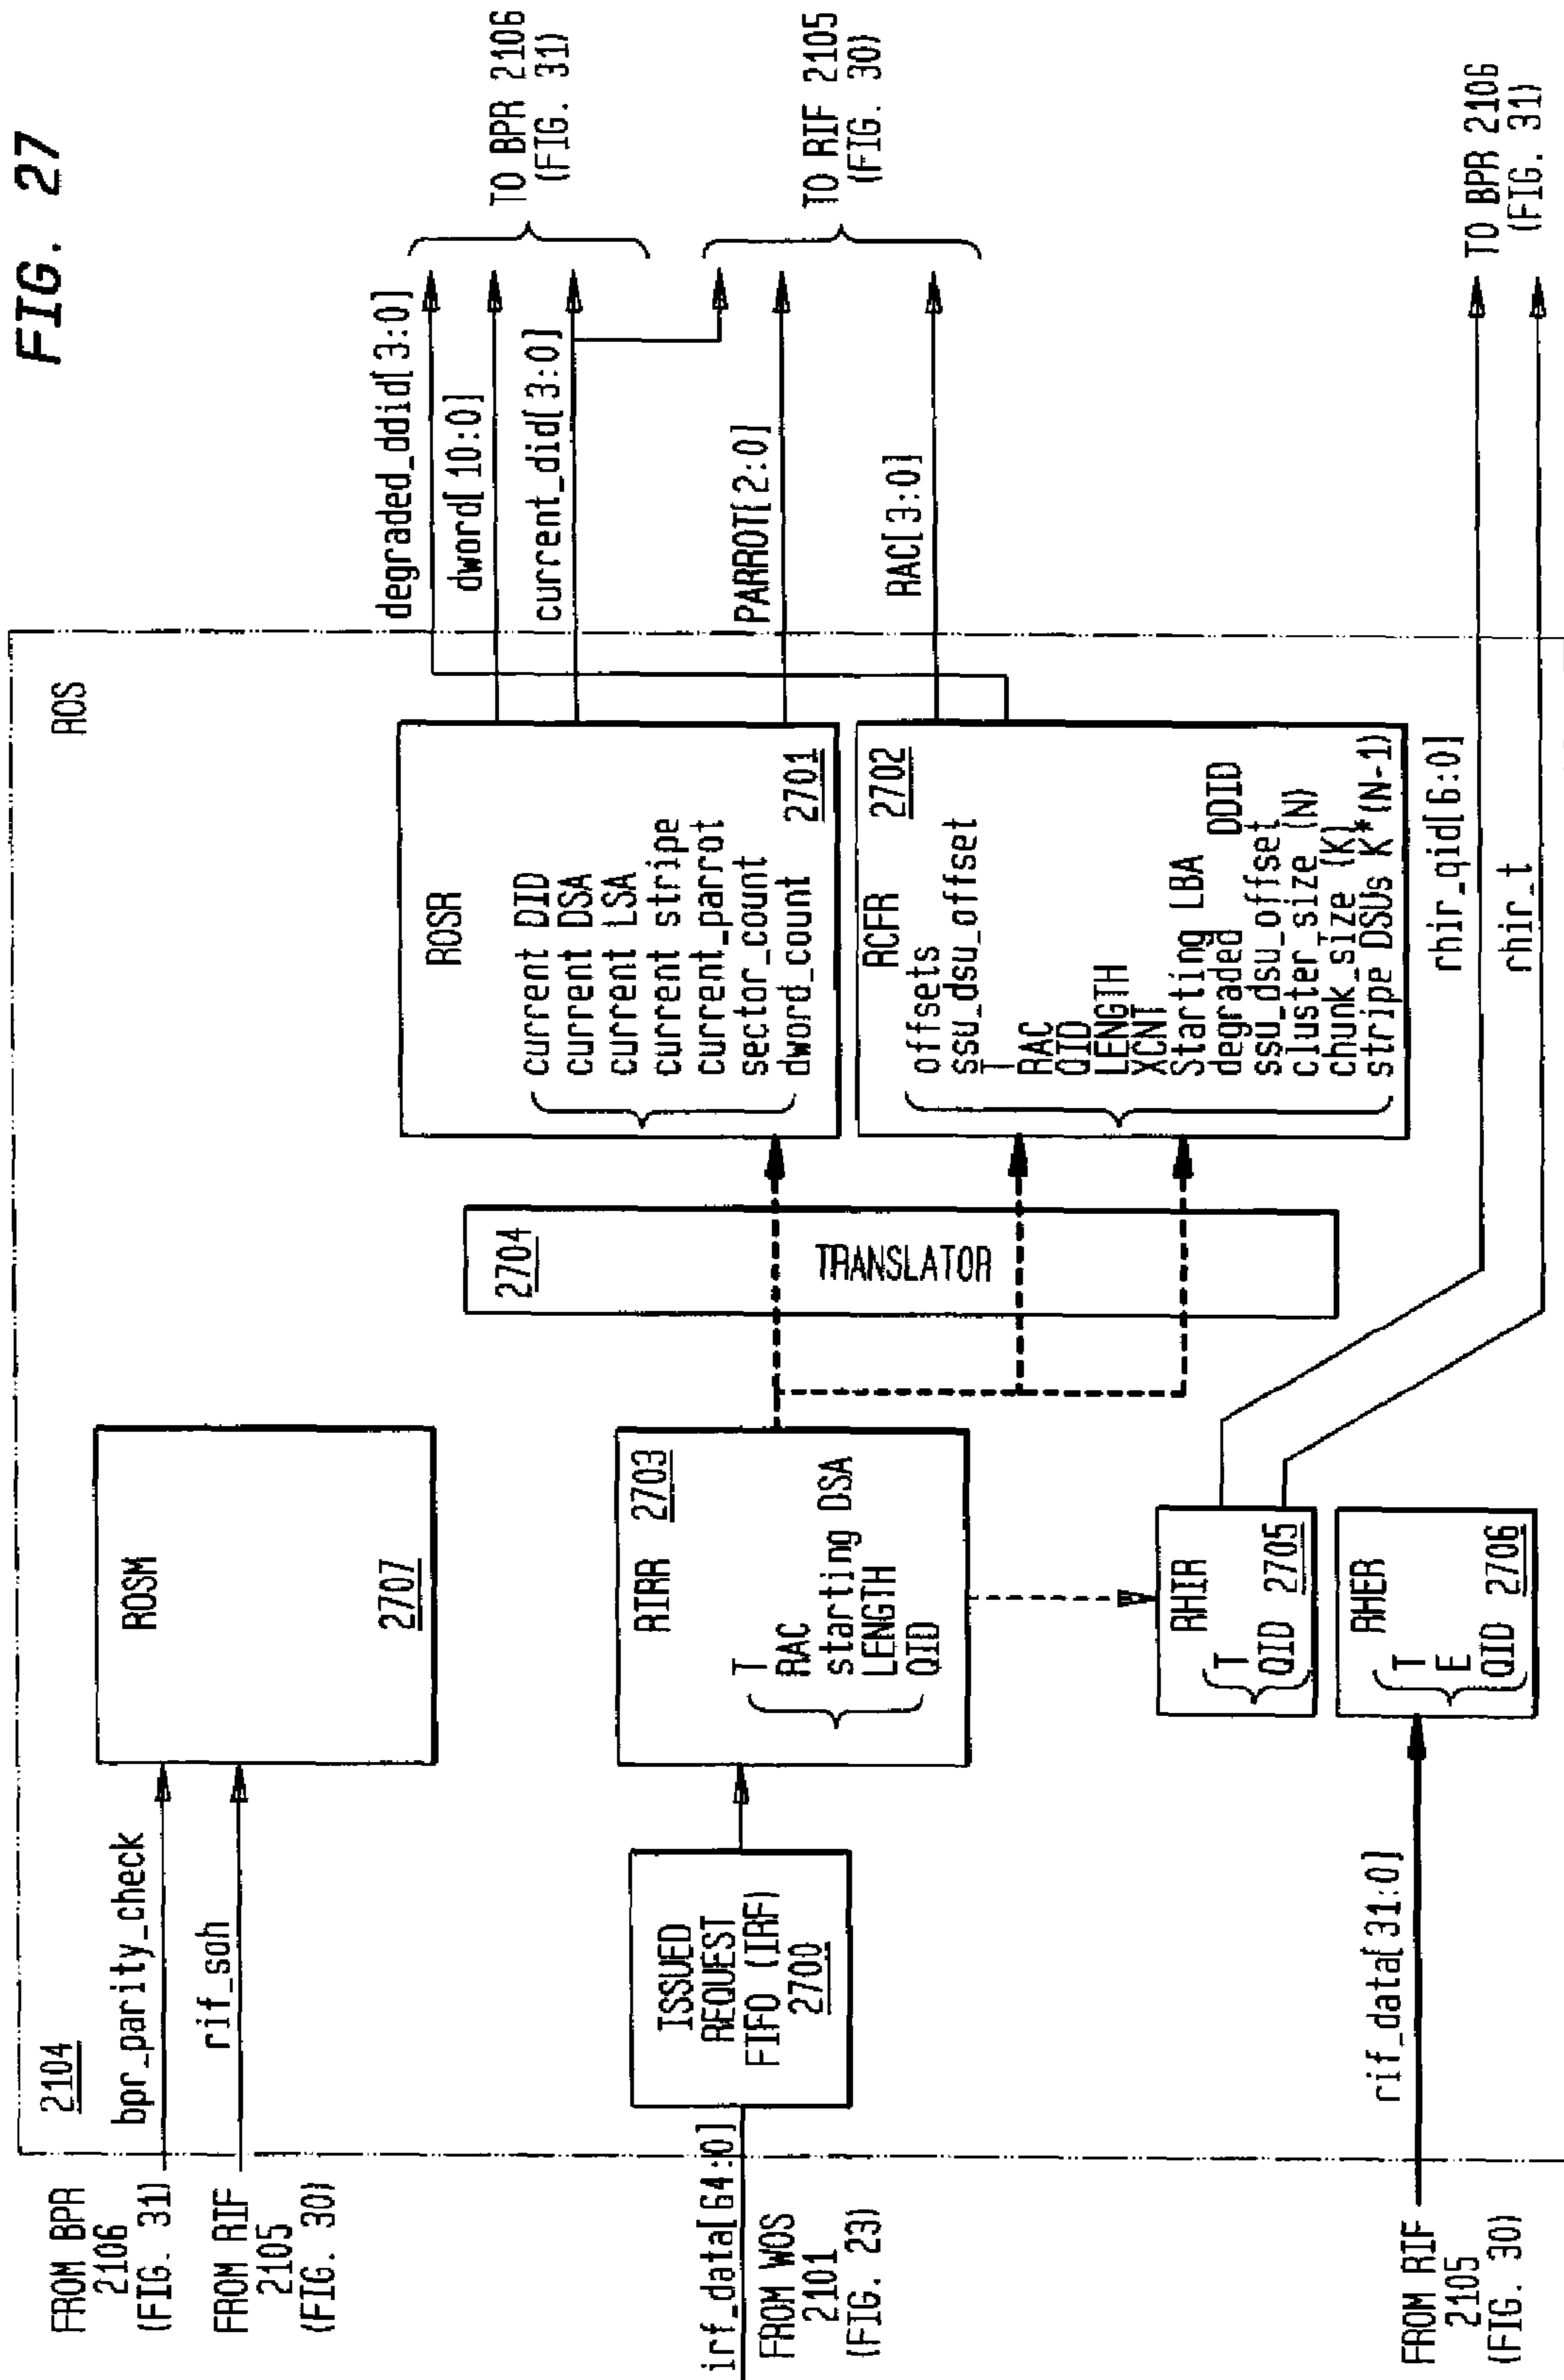 FIG. 27
2104
ROS
FROM BPR
2106
(FIG. 31)
bpr_parity_check
FROM RIF
2105
(FIG. 30)
rif_soh
ROSM
2707
irf_data[64:0]
FROM WOS
2101
(FIG. 23)
ISSUED
REQUEST
FIFO (IRF)
2700
RIRR
2703
T
RAC
starting DSA
LENGTH
QID
2704
TRANSLATOR
ROSR
current DID
current DSA
current LSA
current stripe
current_parrot
sector_count
dword_count
2701
RCFR
2702
offsets
ssu_dsu_offset
T
RAC
QID
LENGTH
XCNT
Starting LBA
degraded DDID
ssu_dsu_offset
cluster_size (N)
chunk_size (K)
stripe DSUs K*(N-1)
degraded_ddid[3:0]
dword[10:0]
current_did[3:0]
TO BPR 2106
(FIG. 31)
PARROT[2:0]
RAC[3:0]
TO RIF 2105
(FIG. 30)
RHIR
T
QID
2705
rhir_qid[6:0]
rhir_t
TO BPR 2106
(FIG. 31)
FROM RIF
2105
(FIG. 30)
rif_data[31:0]
RHER
T
E
QID
2706